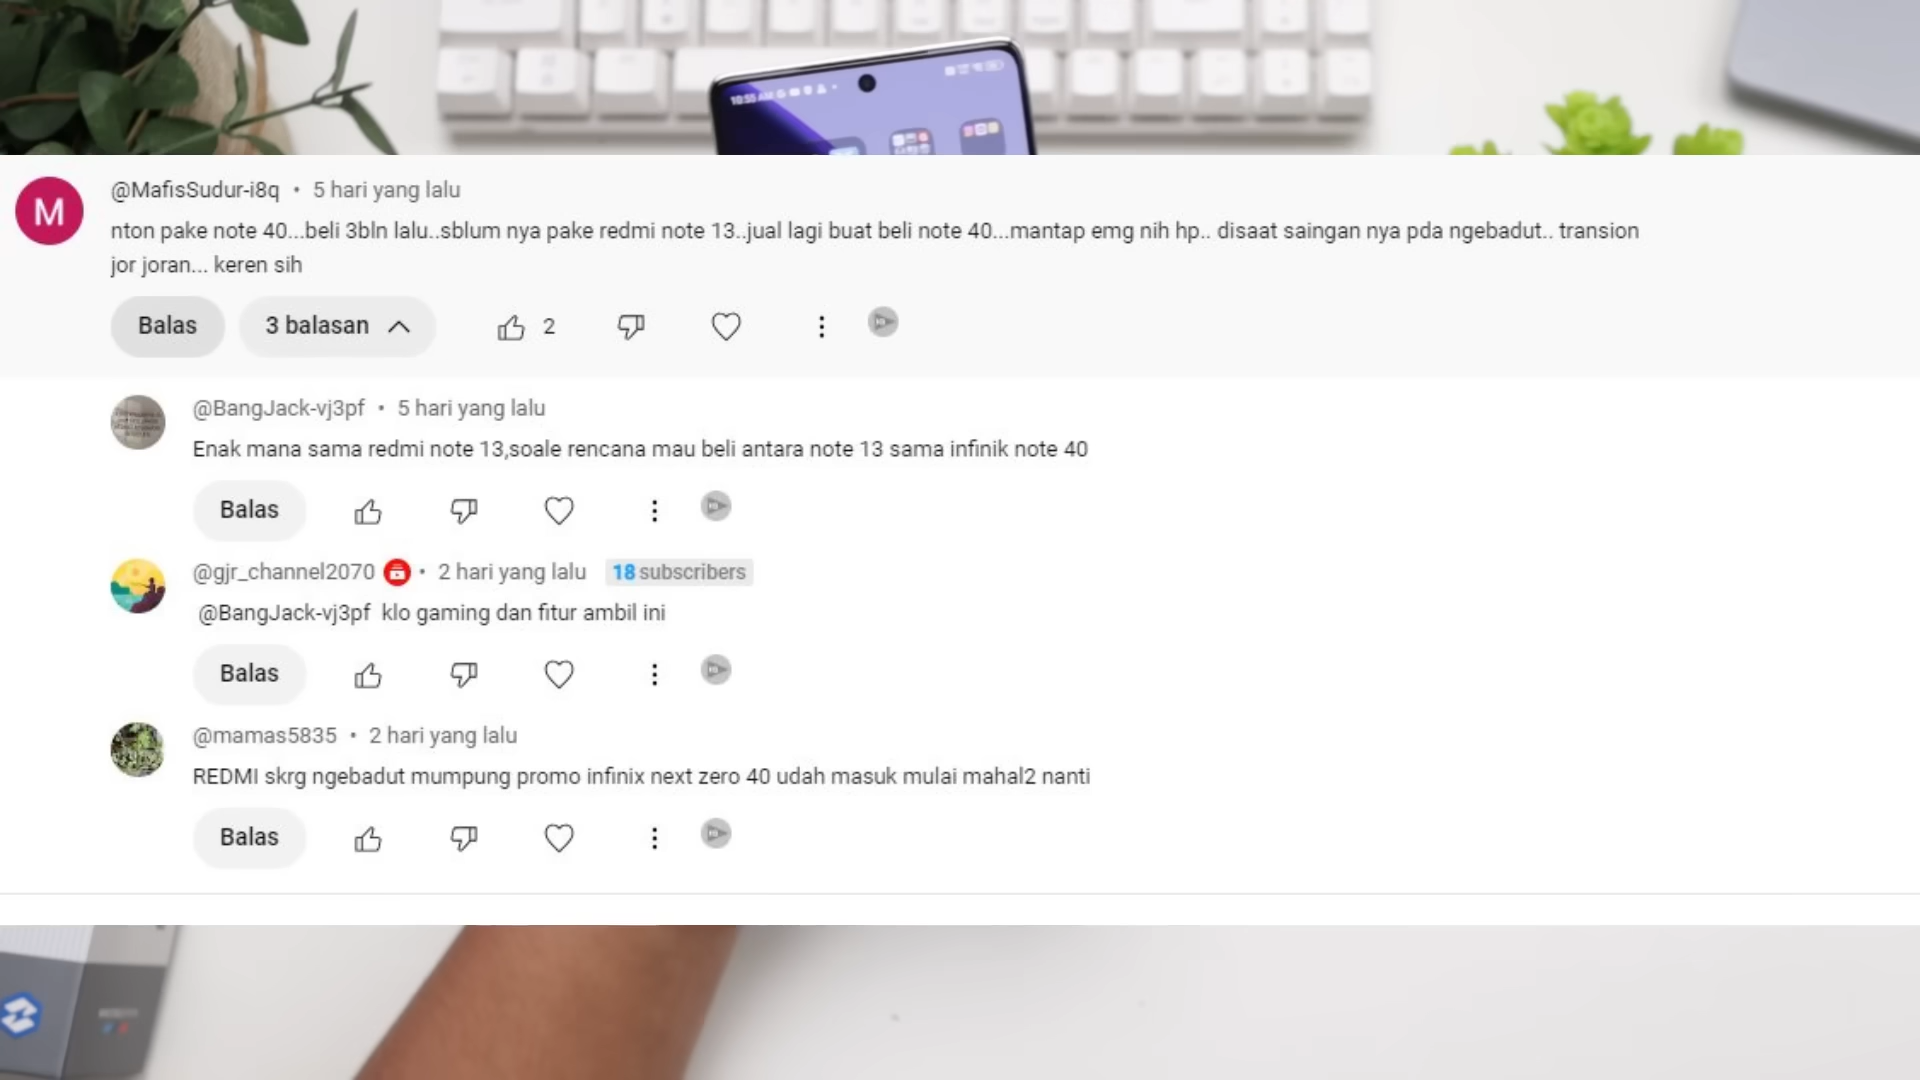 10:55 AM
M
@MafisSudur-i8q • 5 hari yang lalu
nton pake note 40...beli 3bln lalu..sblum nya pake redmi note 13..jual lagi buat beli note 40...mantap emg nih hp.. disaat saingan nya pda ngebadut.. transion
jor joran... keren sih
Balas
3 balasan
2
@BangJack-vj3pf • 5 hari yang lalu
Enak mana sama redmi note 13,soale rencana mau beli antara note 13 sama infinik note 40
Balas
@gjr_channel2070 • 2 hari yang lalu 18 subscribers
@BangJack-vj3pf klo gaming dan fitur ambil ini
Balas
@mamas5835 • 2 hari yang lalu
REDMI skrg ngebadut mumpung promo infinix next zero 40 udah masuk mulai mahal2 nanti
Balas